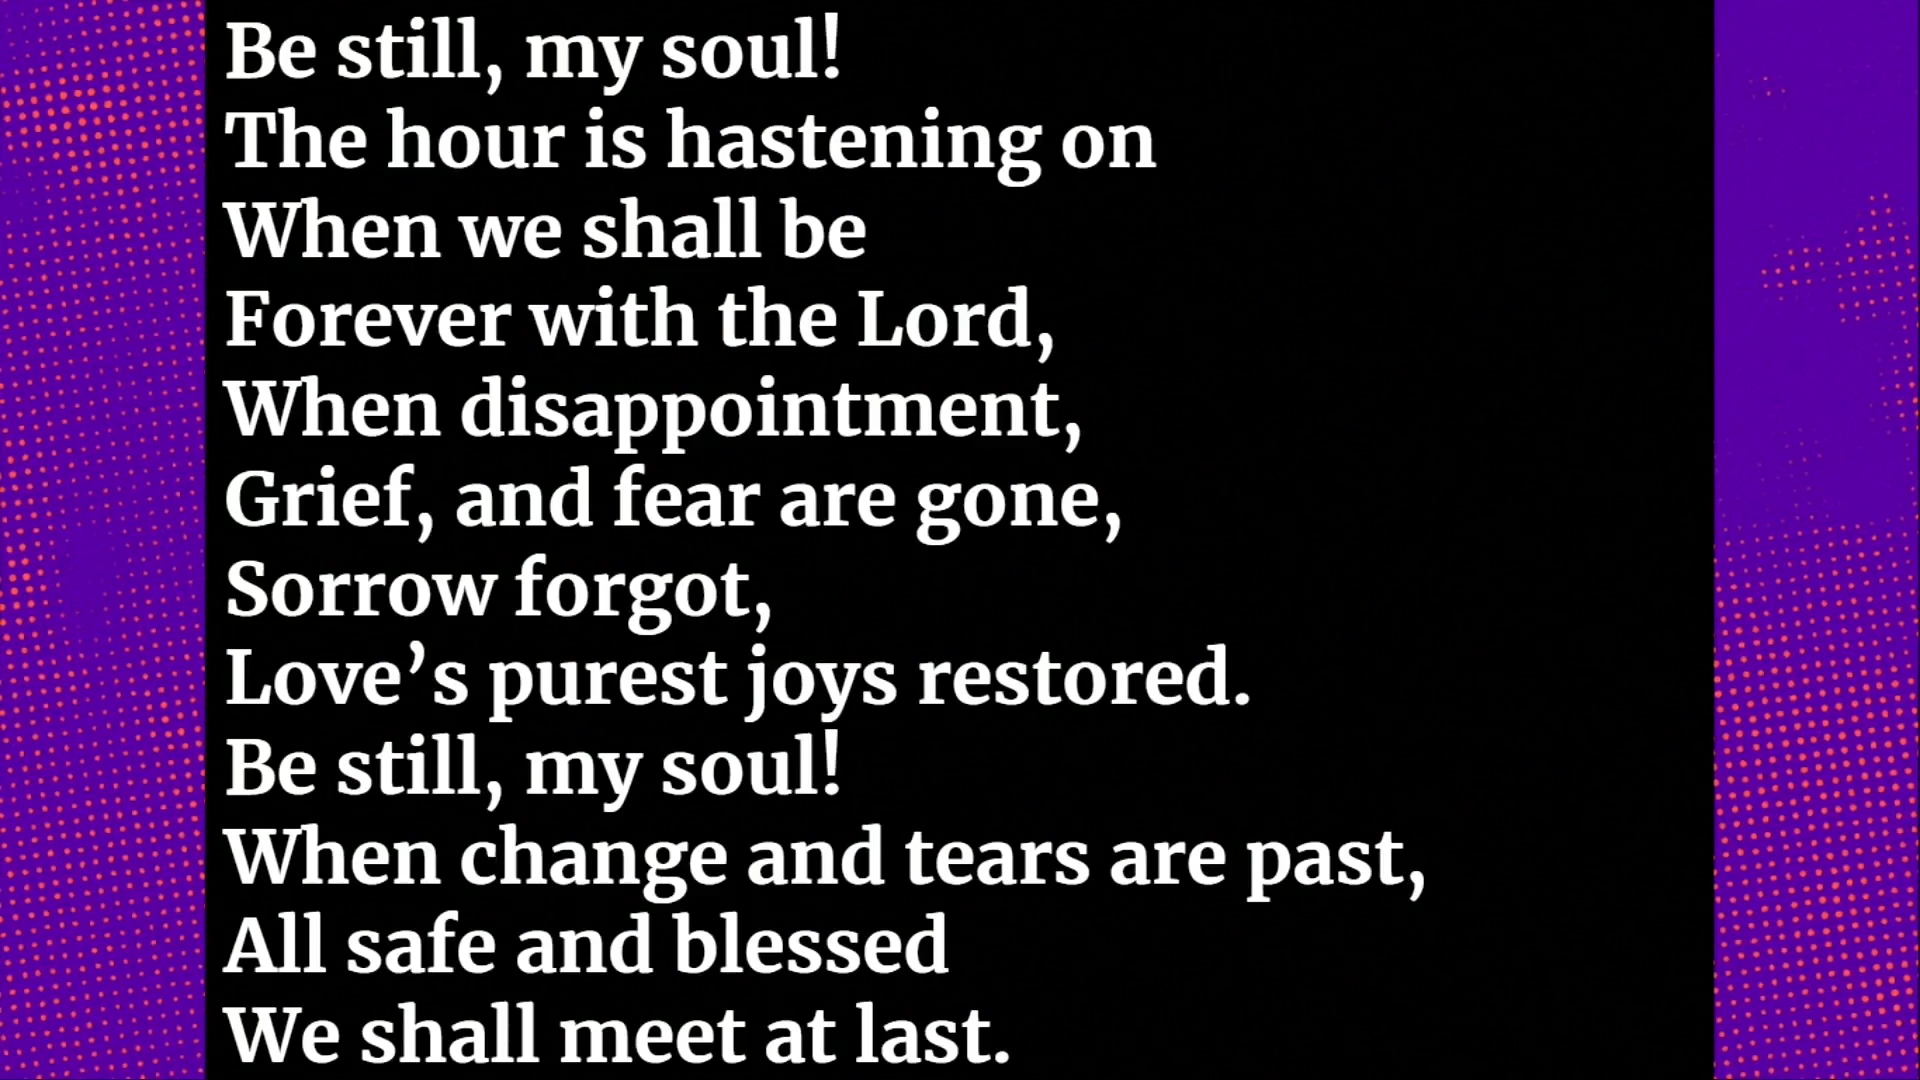 Be still, my soul!
The hour is hastening on
When we shall be
Forever with the Lord,
When disappointment,
Grief, and fear are gone,
Sorrow forgot,
Love’s purest joys restored.
Be still, my soul!
When change and tears are past,
All safe and blessed
We shall meet at last.